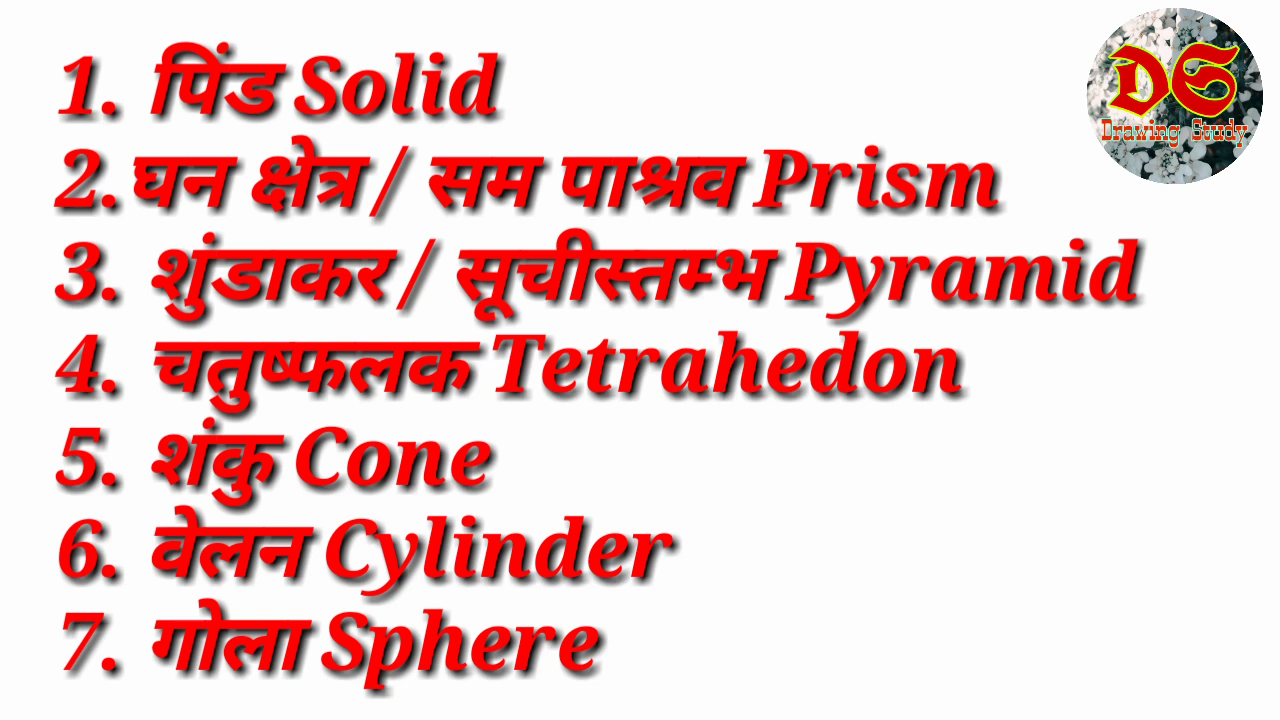 1. पिंड Solid
2.घन क्षेत्र/ सम पाश्रव Prism
3. शुंडाकर/ सूचीस्तम्भ Pyramid
4. चतुष्फलक Tetrahedon
5. शंकु Cone
6. वेलन Cylinder
7. गोला Sphere
DS
Drawing Study